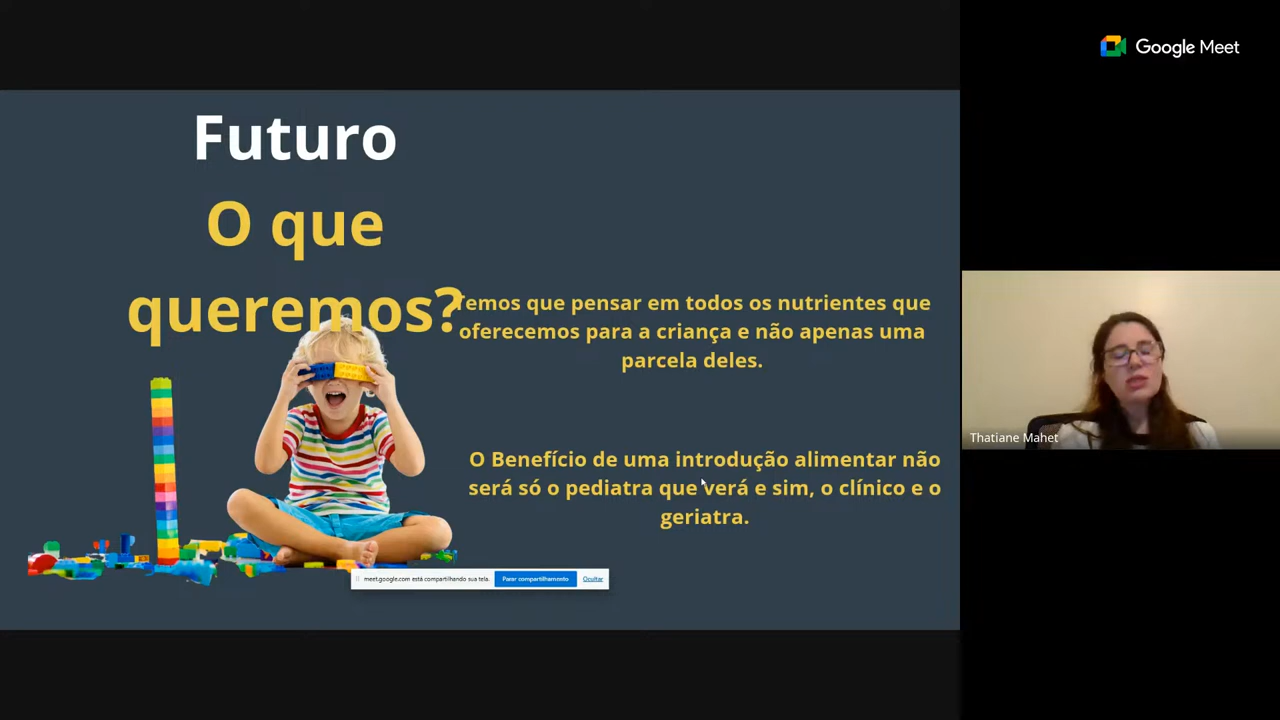 Google Meet
Futuro
O que
queremos?
Temos que pensar em todos os nutrientes que
oferecemos para a criança e não apenas uma
parcela deles.
O Benefício de uma introdução alimentar não
será só o pediatra que verá e sim, o clínico e o
geriatra.
meet.google.com está compartilhando sua tela.
Parar compartilhamento
Ocultar
Thatiane Mahet